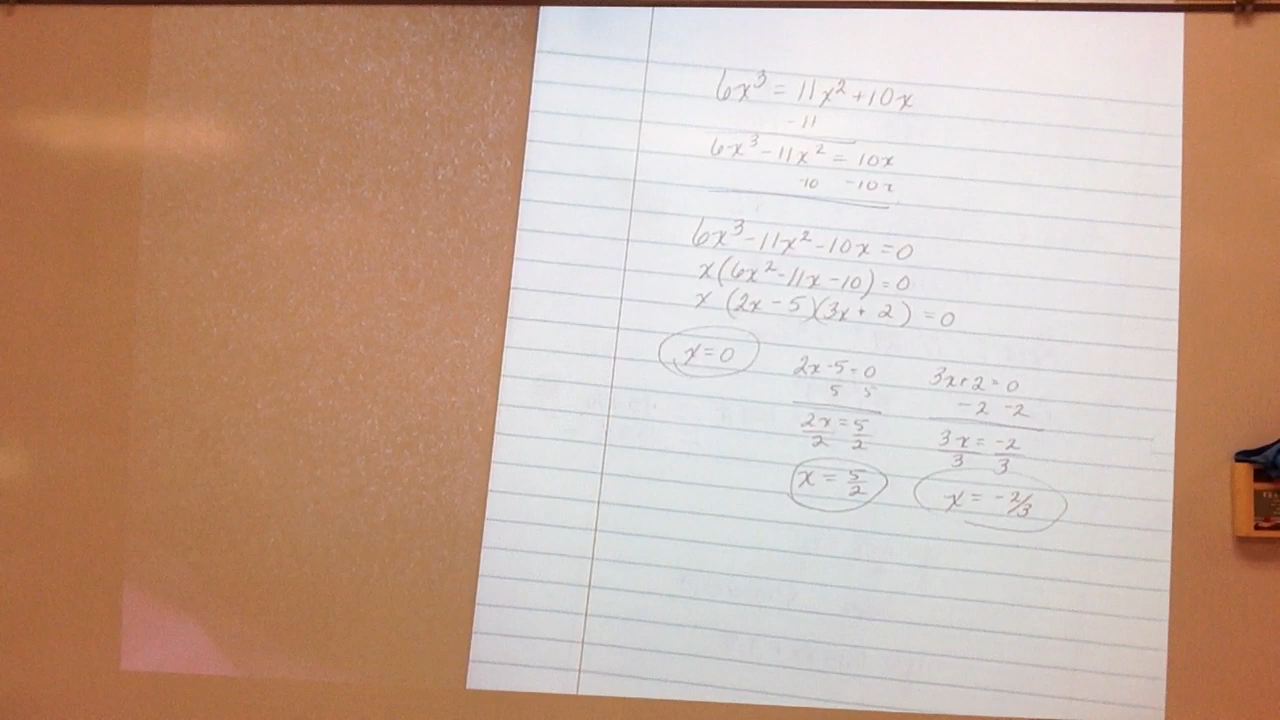 6x³ = 11x² + 10x
-11
6x³ - 11x² = 10x
-10 -10x
6x³ - 11x² - 10x = 0
x(6x² - 11x - 10) = 0
x (2x - 5)(3x + 2) = 0
x = 0
2x - 5 = 0
5 5
2x = 5
2 2
x = 5/2
3x + 2 = 0
-2 -2
3x = -2
3 3
x = -2/3